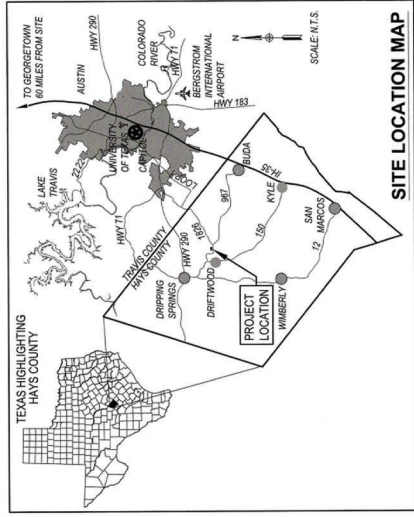 TEXAS HIGHLIGHTING
HAYS COUNTY
TO GEORGETOWN
60 MILES FROM SITE
HWY 290
AUSTIN
COLORADO
RIVER
HWY 71
BERGSTROM
INTERNATIONAL
AIRPORT
HWY 183
LAKE
TRAVIS
2222
UNIVERSITY
OF TEXAS
CAPITOL
LOOP 1
HWY 71
TRAVIS COUNTY
HAYS COUNTY
HWY 290
1826
DRIPPING
SPRINGS
DRIFTWOOD
967
BUDA
IH-35
KYLE
150
SAN
MARCOS
12
WIMBERLY
PROJECT
LOCATION
N
SCALE: N.T.S.
SITE LOCATION MAP